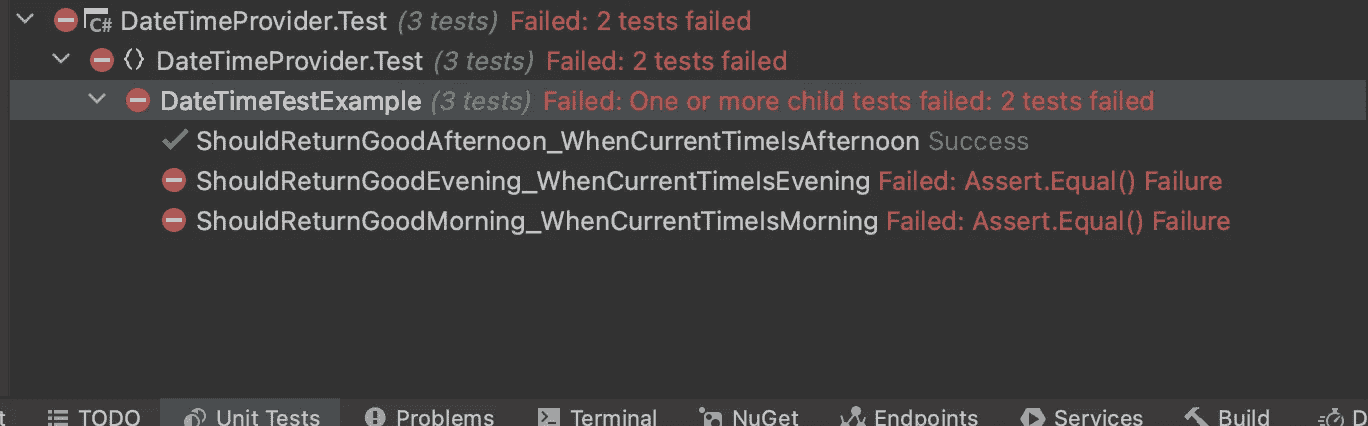 C# DateTimeProvider.Test (3 tests) Failed: 2 tests failed
{} DateTimeProvider.Test (3 tests) Failed: 2 tests failed
DateTimeTestExample (3 tests) Failed: One or more child tests failed: 2 tests failed
ShouldReturnGoodAfternoon_WhenCurrentTimeIsAfternoon Success
ShouldReturnGoodEvening_WhenCurrentTimeIsEvening Failed: Assert.Equal() Failure
ShouldReturnGoodMorning_WhenCurrentTimeIsMorning Failed: Assert.Equal() Failure
t TODO Unit Tests Problems Terminal NuGet Endpoints Services Build D